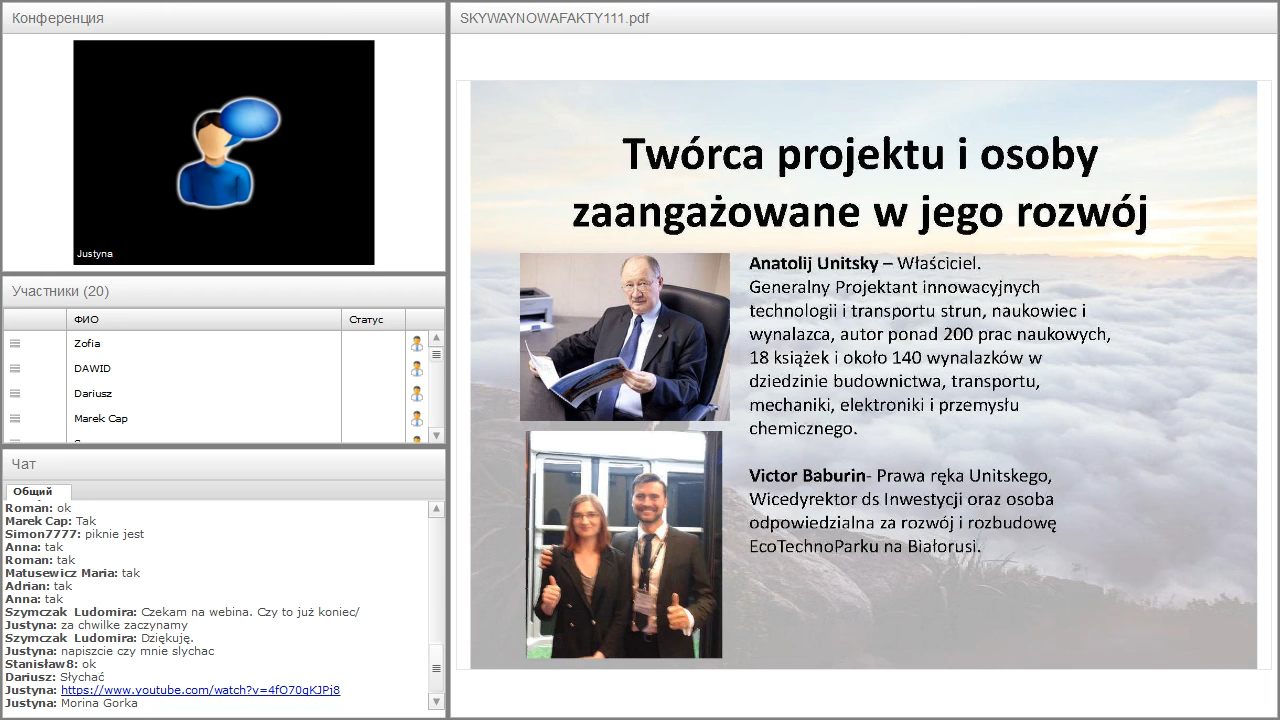 Конференция
Justyna
Участники (20)
ФИО
Статус
Zofia
DAWID
Dariusz
Marek Cap
Чат
Общий
Roman: ok
Marek Cap: Tak
Simon7777: piknie jest
Anna: tak
Roman: tak
Matusewicz Maria: tak
Adrian: tak
Anna: tak
Szymczak Ludomira: Czekam na webina. Czy to już koniec/
Justyna: za chwilke zaczynamy
Szymczak Ludomira: Dziękuję.
Justyna: napiszcie czy mnie slychac
Stanisław8: ok
Dariusz: Słychać
Justyna: https://www.youtube.com/watch?v=4fO70gKJPj8
Justyna: Morina Gorka
SKYWAYNOWAFAKTY111.pdf
Twórca projektu i osoby
zaangażowane w jego rozwój
Anatolij Unitsky – Właściciel.
Generalny Projektant innowacyjnych
technologii i transportu strun, naukowiec i
wynalazca, autor ponad 200 prac naukowych,
18 książek i około 140 wynalazków w
dziedzinie budownictwa, transportu,
mechaniki, elektroniki i przemysłu
chemicznego.
Victor Baburin- Prawa ręka Unitskego,
Wicedyrektor ds Inwestycji oraz osoba
odpowiedzialna za rozwój i rozbudowę
EcoTechnoParku na Białorusi.